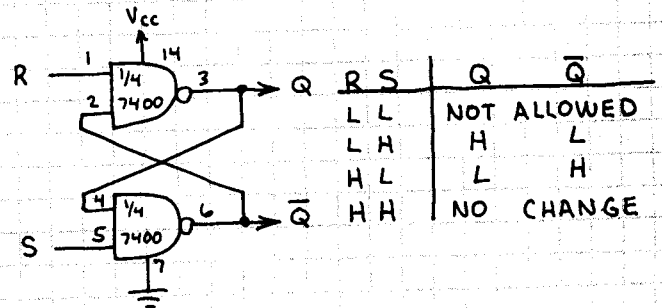 Vcc
14
R 1 1/4 3 Q
2 7400
4 1/4 6 Q̅
S 5 7400
7
R S Q Q̅
L L NOT ALLOWED
L H H L
H L L H
H H NO CHANGE